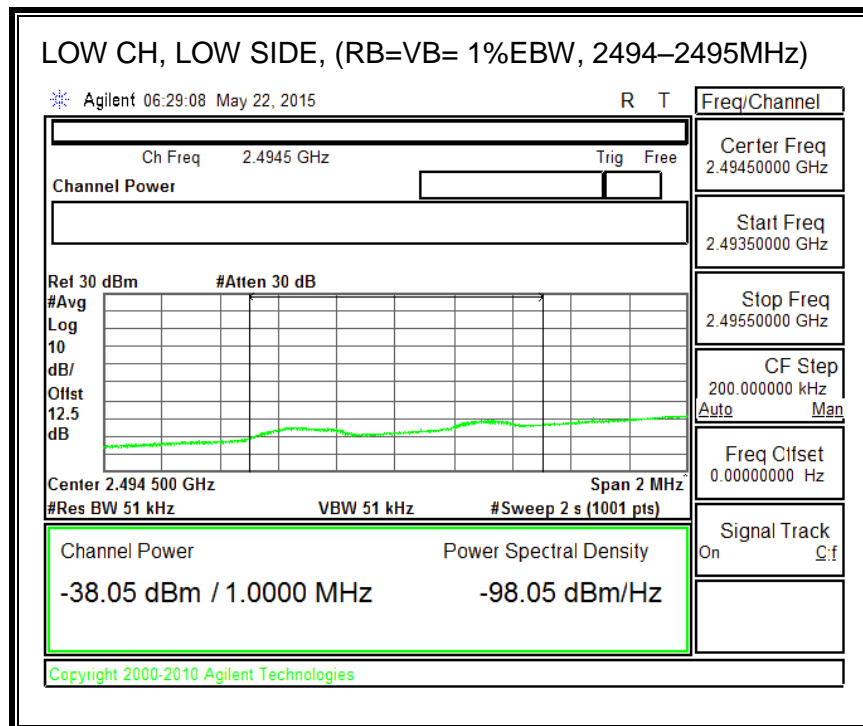 LOW CH, LOW SIDE, (RB=VB= 1%EBW, 2494–2495MHz)
Agilent 06:29:08 May 22, 2015 R T
Ch Freq 2.4945 GHz Trig Free
Channel Power
Ref 30 dBm #Atten 30 dB
#Avg
Log
10
dB/
Offst
12.5
dB
Center 2.494 500 GHz Span 2 MHz
#Res BW 51 kHz VBW 51 kHz #Sweep 2 s (1001 pts)
Channel Power Power Spectral Density
-38.05 dBm / 1.0000 MHz -98.05 dBm/Hz
Copyright 2000-2010 Agilent Technologies
Freq/Channel
Center Freq
2.49450000 GHz
Start Freq
2.49350000 GHz
Stop Freq
2.49550000 GHz
CF Step
200.000000 kHz
Auto Man
Freq Offset
0.00000000 Hz
Signal Track
On Off